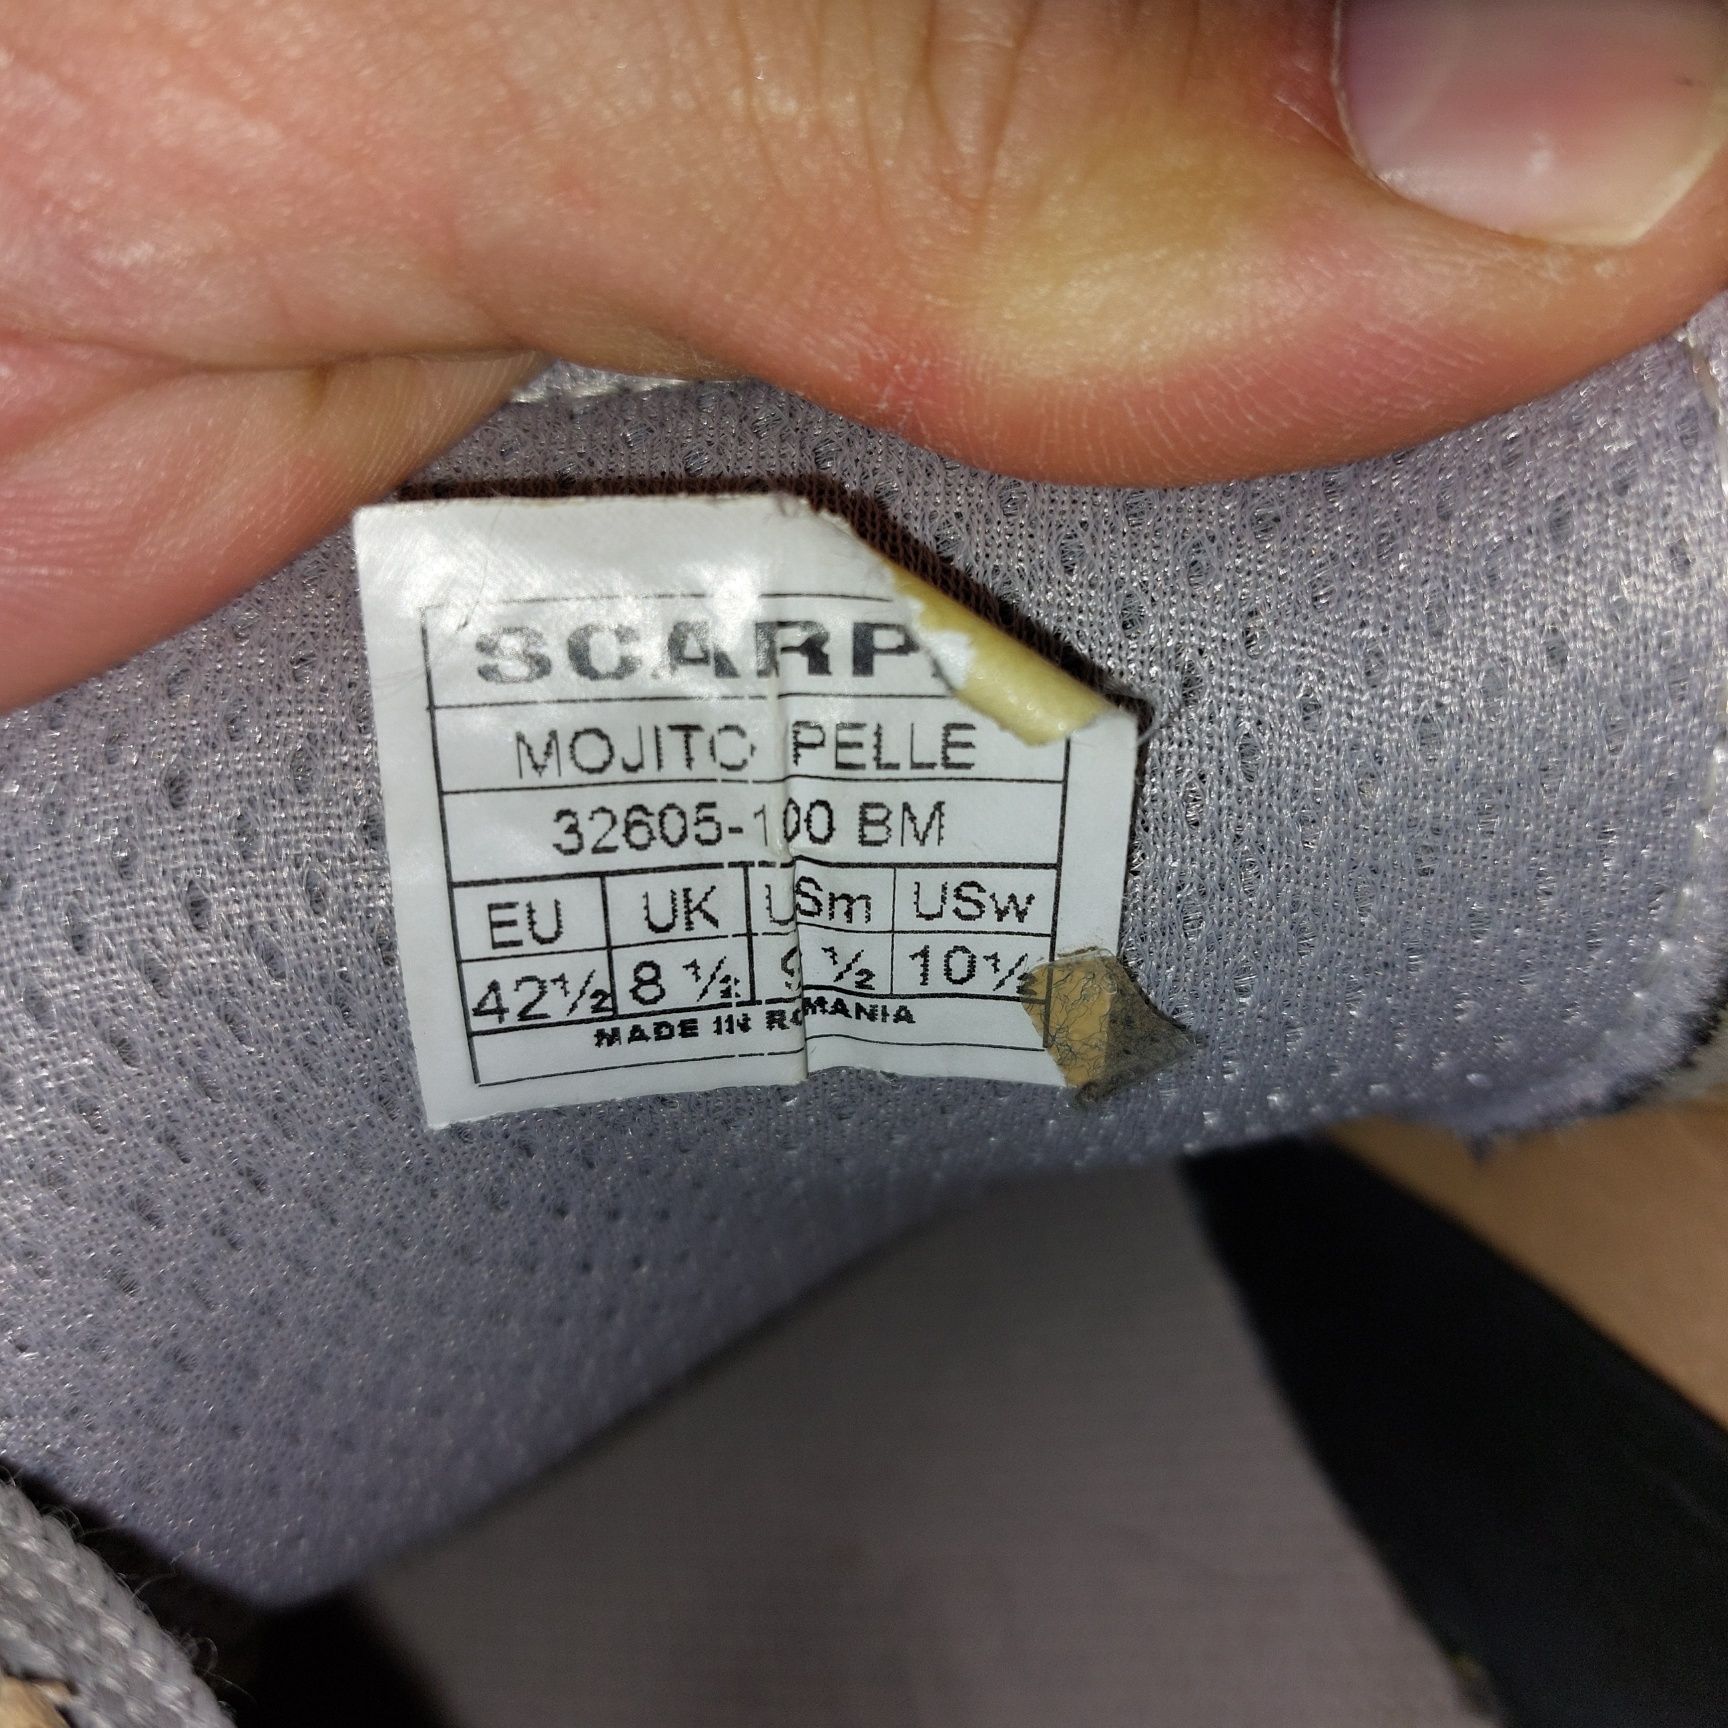 SCARP
MOJITO PELLE
32605-100 BM
EU UK USm USw
42½ 8 ½ 9 ½ 10½
MADE IN ROMANIA